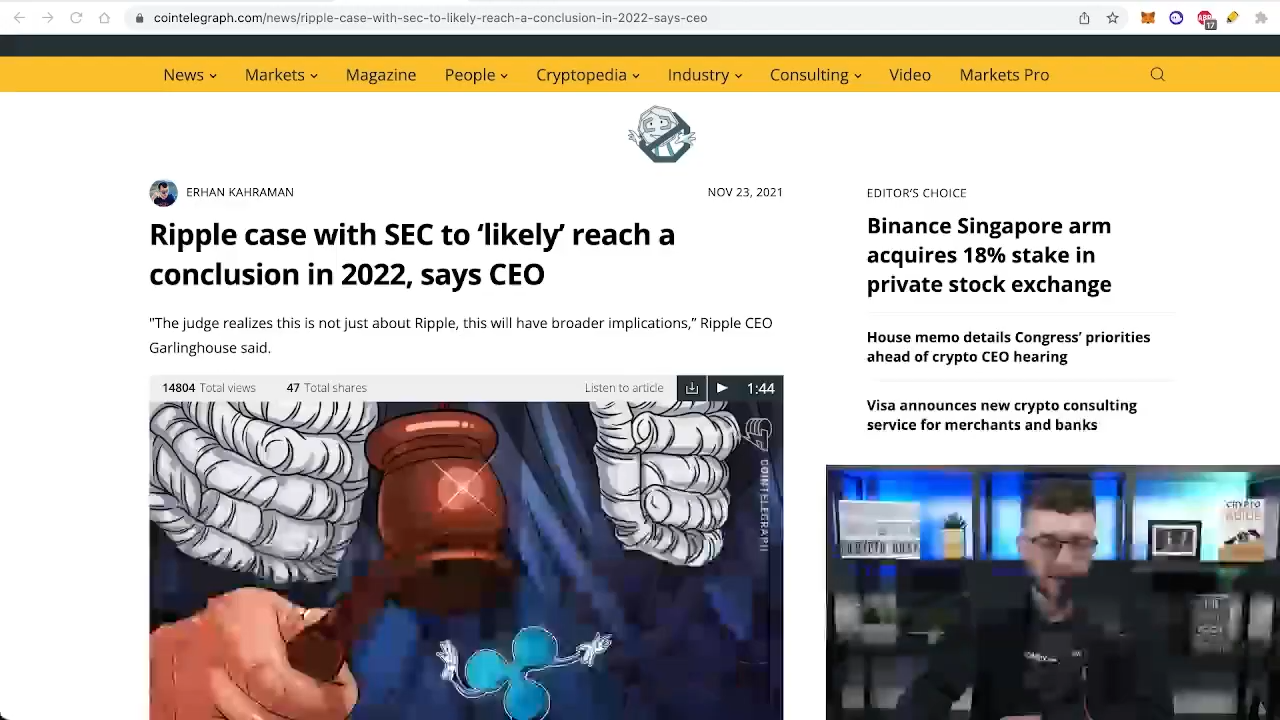 cointelegraph.com/news/ripple-case-with-sec-to-likely-reach-a-conclusion-in-2022-says-ceo
17
News Markets Magazine People Cryptopedia Industry Consulting Video Markets Pro
ERHAN KAHRAMAN
NOV 23, 2021
Ripple case with SEC to ‘likely’ reach a
conclusion in 2022, says CEO
"The judge realizes this is not just about Ripple, this will have broader implications,” Ripple CEO
Garlinghouse said.
14804 Total views 47 Total shares Listen to article 1:44
COINTELEGRAPH
EDITOR’S CHOICE
Binance Singapore arm
acquires 18% stake in
private stock exchange
House memo details Congress’ priorities
ahead of crypto CEO hearing
Visa announces new crypto consulting
service for merchants and banks